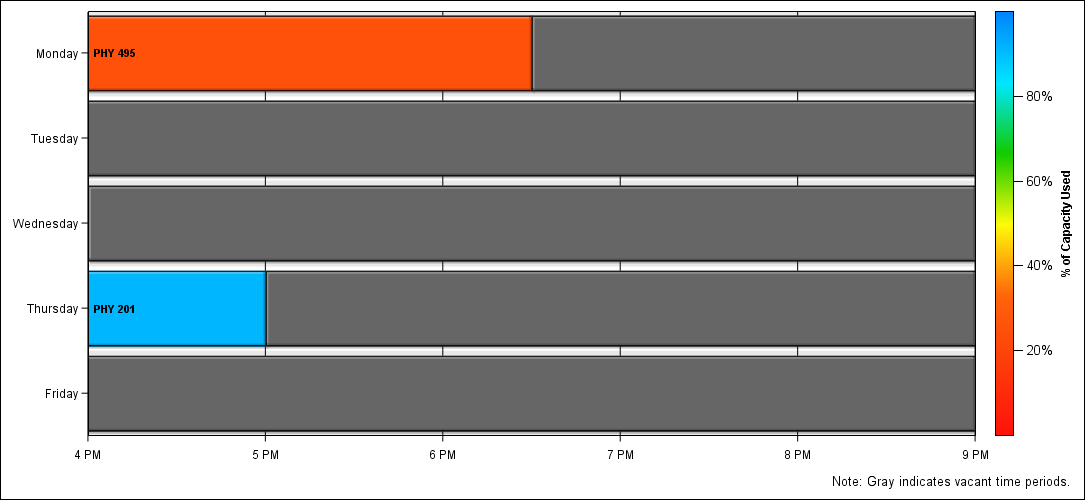 Monday
PHY 495
Tuesday
Wednesday
Thursday
PHY 201
Friday
4 PM 5 PM 6 PM 7 PM 8 PM 9 PM
80%
60%
40%
20%
% of Capacity Used
Note: Gray indicates vacant time periods.